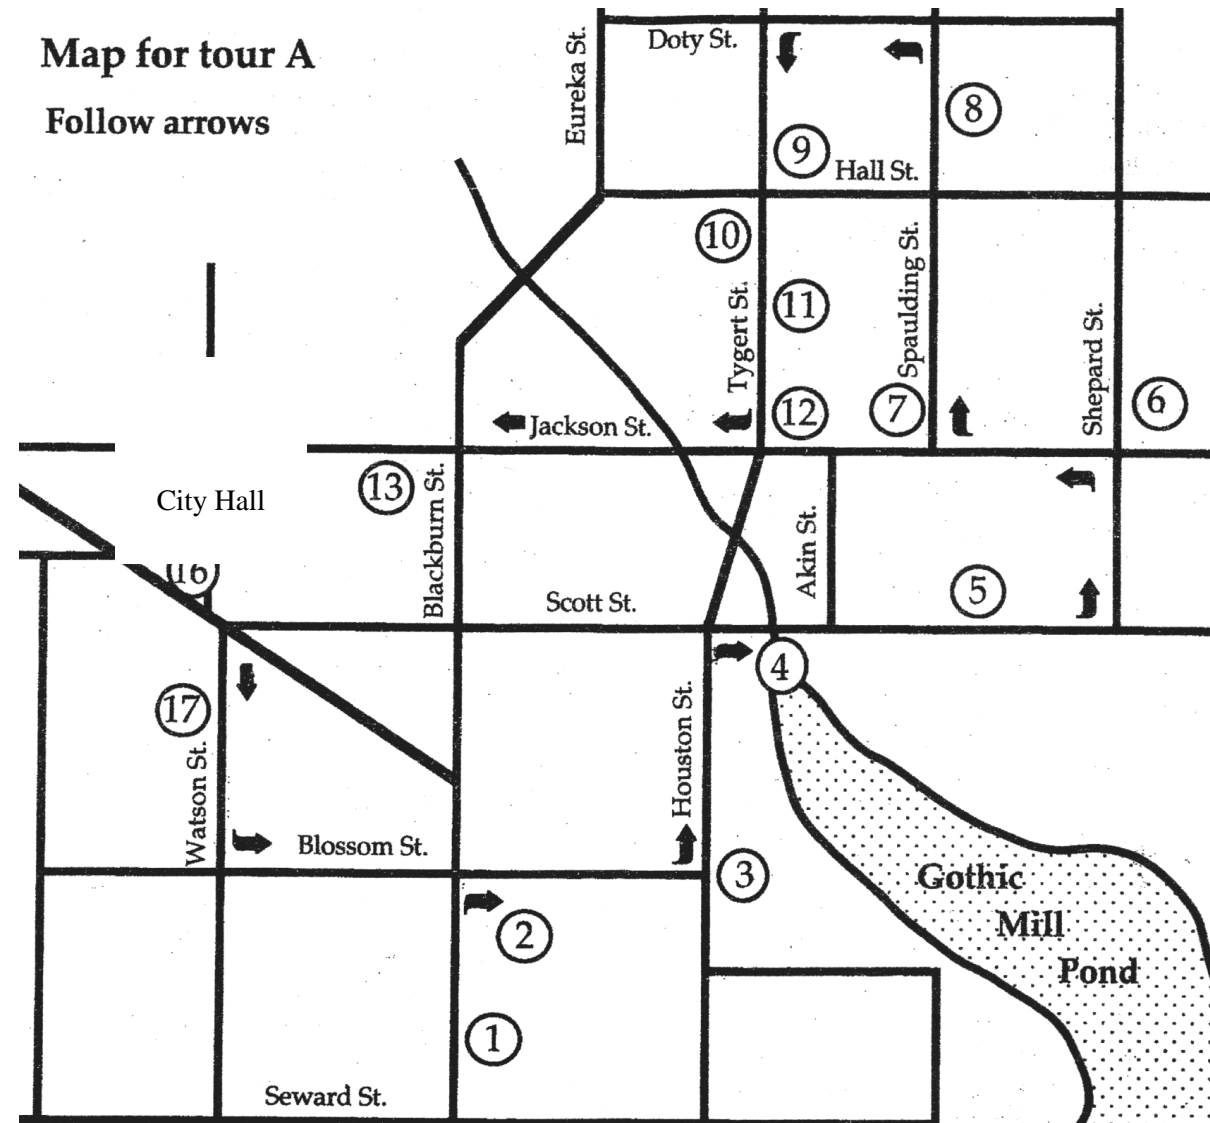 Map for tour A
Follow arrows
Eureka St.
Doty St.
8
9
Hall St.
10
Tygert St.
11
Spaulding St.
Shepard St.
12
7
6
Jackson St.
13
City Hall
Blackburn St.
Akin St.
16
5
Scott St.
4
17
Houston St.
Watson St.
Blossom St.
3
Gothic
Mill
Pond
2
1
Seward St.